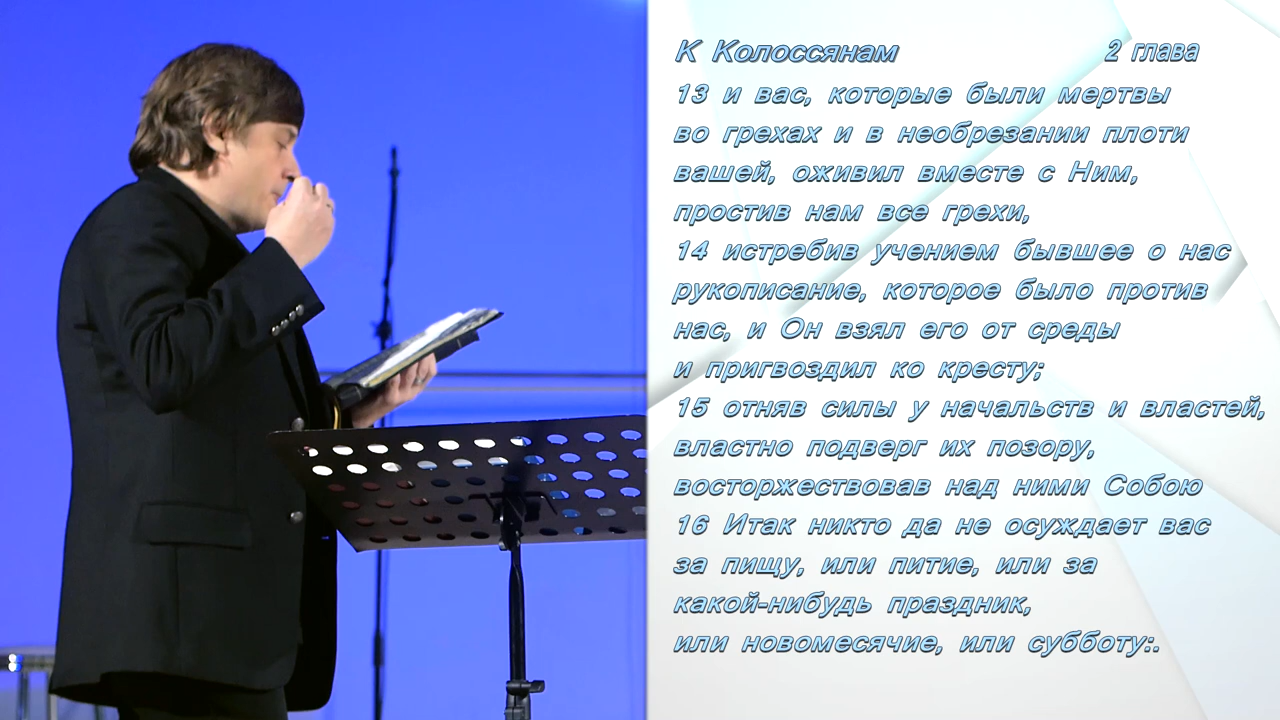 К Колоссянам 2 глава
13 и вас, которые были мертвы
во грехах и в необрезании плоти
вашей, оживил вместе с Ним,
простив нам все грехи,
14 истребив учением бывшее о нас
рукописание, которое было против
нас, и Он взял его от среды
и пригвоздил ко кресту;
15 отняв силы у начальств и властей,
властно подверг их позору,
восторжествовав над ними Собою
16 Итак никто да не осуждает вас
за пищу, или питие, или за
какой-нибудь праздник,
или новомесячие, или субботу:.